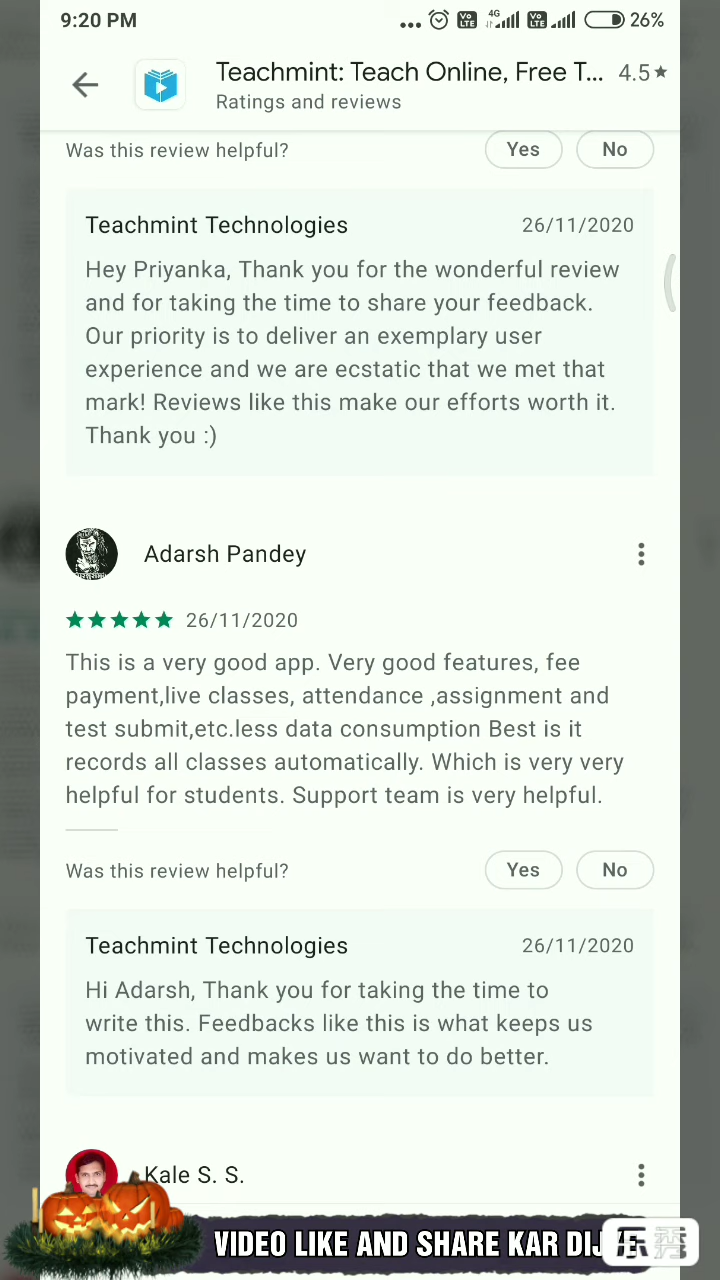 9:20 PM
4G
Vo LTE
Vo LTE
26%
Teachmint: Teach Online, Free T... 4.5★
Ratings and reviews
Was this review helpful? Yes No
Teachmint Technologies 26/11/2020
Hey Priyanka, Thank you for the wonderful review
and for taking the time to share your feedback.
Our priority is to deliver an exemplary user
experience and we are ecstatic that we met that
mark! Reviews like this make our efforts worth it.
Thank you :)
Adarsh Pandey
26/11/2020
This is a very good app. Very good features, fee
payment,live classes, attendance ,assignment and
test submit,etc.less data consumption Best is it
records all classes automatically. Which is very very
helpful for students. Support team is very helpful.
Was this review helpful? Yes No
Teachmint Technologies 26/11/2020
Hi Adarsh, Thank you for taking the time to
write this. Feedbacks like this is what keeps us
motivated and makes us want to do better.
Kale S. S.
VIDEO LIKE AND SHARE KAR
乐秀